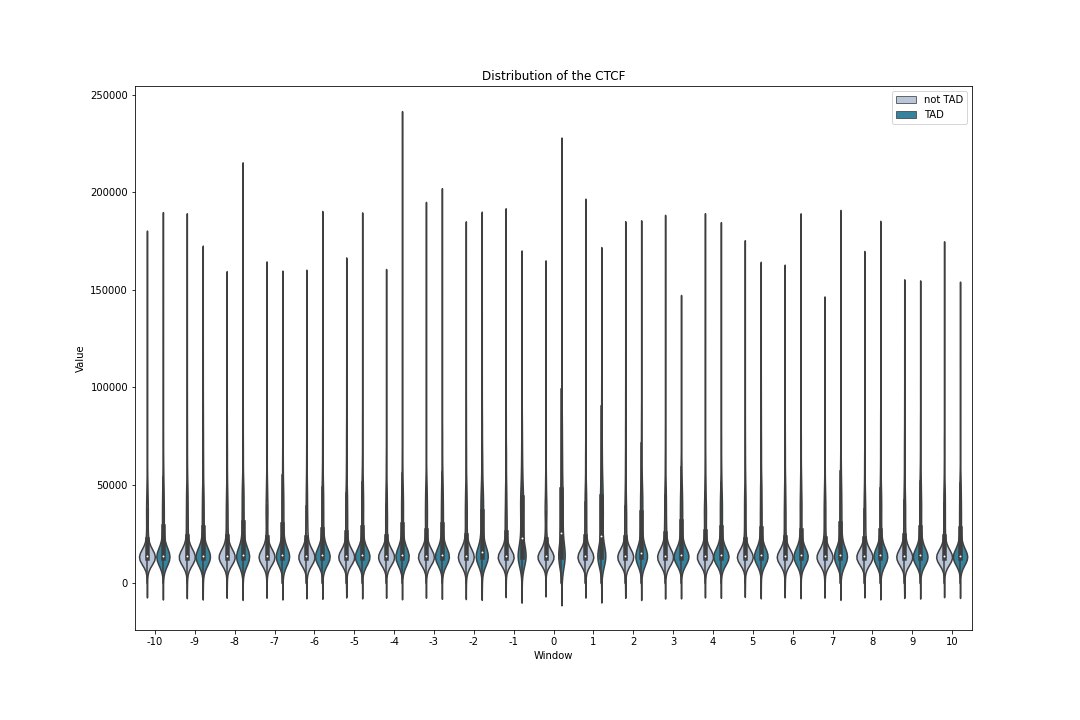 Distribution of the CTCF
not TAD
TAD
250000
200000
150000
100000
50000
0
Value
-10 -9 -8 -7 -6 -5 -4 -3 -2 -1 0 1 2 3 4 5 6 7 8 9 10
Window